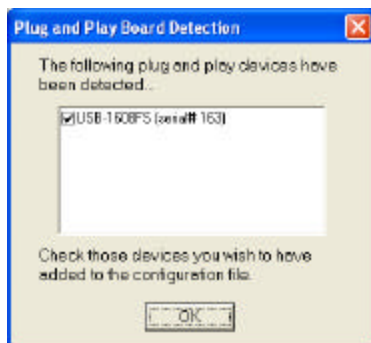 Plug and Play Board Detection
The following plug and play devices have
been detected...
USB-1608FS (serial# 163)
Check those devices you wish to have
added to the configuration file.
OK